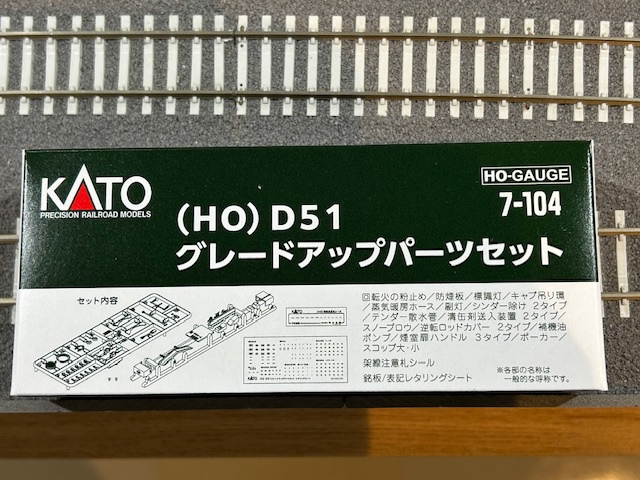 KATO
PRECISION RAILROAD MODELS
HO-GAUGE
7-104
(HO) D51
グレードアップパーツセット
セット内容
□転火の粉止め/防煙板/標識灯/キャブ吊り環
/蒸気暖房ホース/副灯/シンダー除け 2タイプ
/テンダー散水管/清缶剤送入装置 2タイプ/
スノープロウ/逆転ロッドカバー 2タイプ/補機油
ポンプ/煙室扉ハンドル 3タイプ/ポーカー/
スコップ大・小
架線注意札シール
銘板/表記レタリングシート
※各部の名称は
一般的な呼称です。
KATO